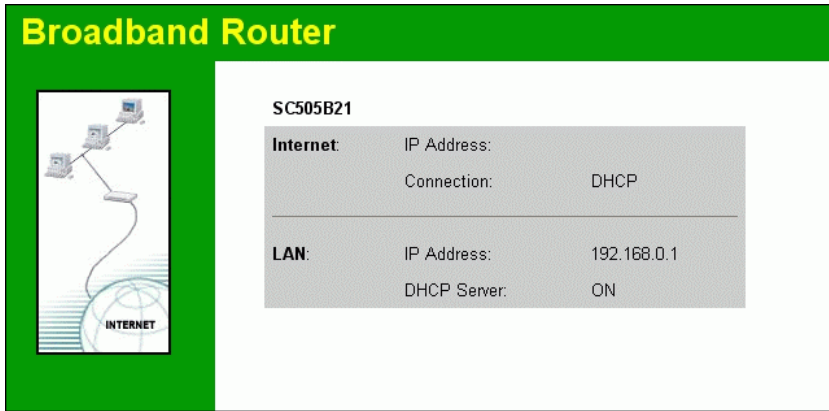 Broadband Router
SC505B21
Internet: IP Address:
Connection: DHCP
LAN: IP Address: 192.168.0.1
DHCP Server: ON
INTERNET